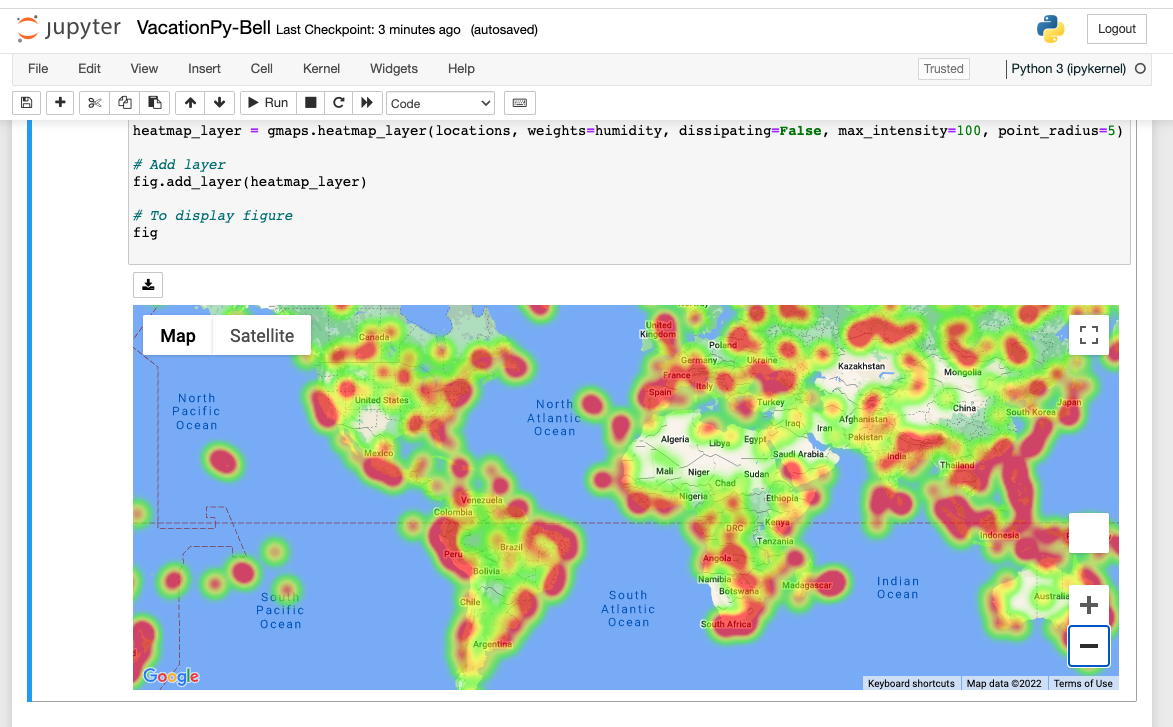 jupyter VacationPy-Bell Last Checkpoint: 3 minutes ago (autosaved)
Logout
File Edit View Insert Cell Kernel Widgets Help
Trusted
Python 3 (ipykernel)
Run
Code
heatmap_layer = gmaps.heatmap_layer(locations, weights=humidity, dissipating=False, max_intensity=100, point_radius=5)
# Add layer
fig.add_layer(heatmap_layer)
# To display figure
fig
Map Satellite
Canada
United
Kingdom
Poland
Germany
Ukraine
France
Italy
Spain
Kazakhstan
Mongolia
North
Pacific
Ocean
United States
North
Atlantic
Ocean
Turkey
China
Japan
South Korea
Iraq
Iran
Afghanistan
Pakistan
Algeria
Libya
Egypt
Mexico
Saudi Arabia
India
Thailand
Mali
Niger
Sudan
Chad
Nigeria
Ethiopia
Venezuela
Colombia
DRC
Kenya
Tanzania
Indonesia
Peru
Brazil
Bolivia
Angola
Namibia
Botswana
Madagascar
Indian
Ocean
Chile
South
Pacific
Ocean
South
Atlantic
Ocean
Australia
South Africa
Argentina
Google
Keyboard shortcuts
Map data ©2022
Terms of Use